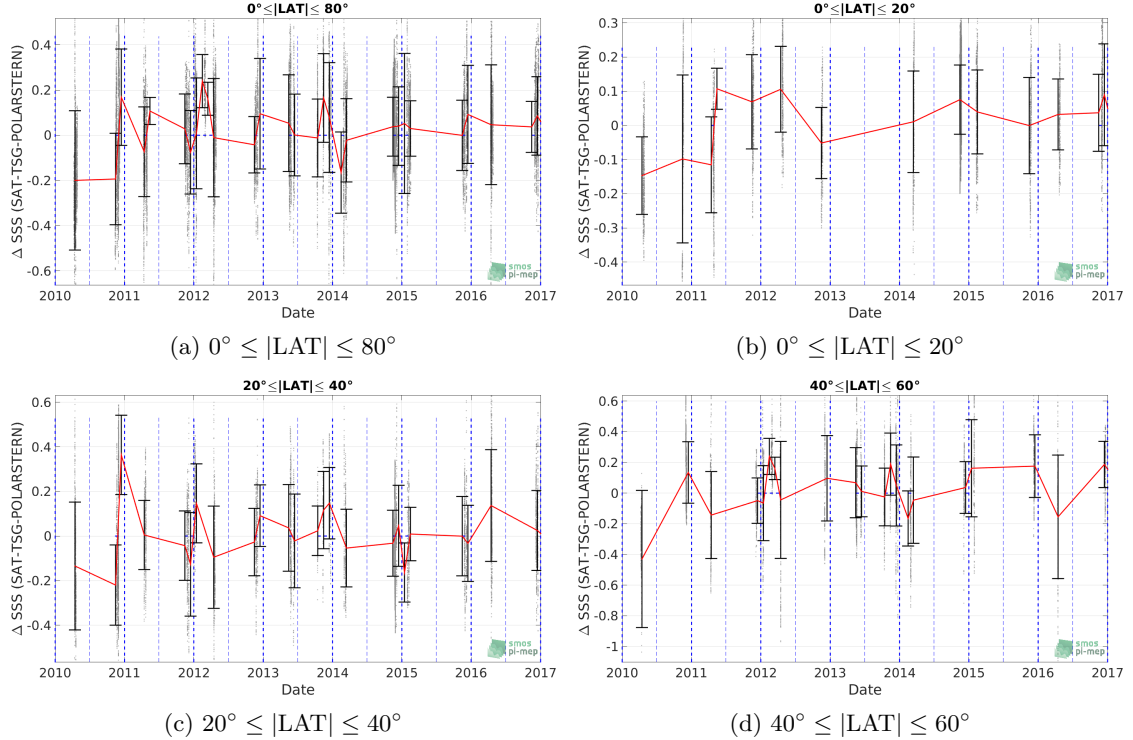 0°≤|LAT|≤ 80°
Δ SSS (SAT-TSG-POLARSTERN)
0.4
0.2
0
-0.2
-0.4
-0.6
2010 2011 2012 2013 2014 2015 2016 2017
Date
smos
pi-mep
(a) 0° ≤ |LAT| ≤ 80°
0°≤|LAT|≤ 20°
Δ SSS (SAT-TSG-POLARSTERN)
0.3
0.2
0.1
0
-0.1
-0.2
-0.3
-0.4
2010 2011 2012 2013 2014 2015 2016 2017
Date
smos
pi-mep
(b) 0° ≤ |LAT| ≤ 20°
20°≤|LAT|≤ 40°
Δ SSS (SAT-TSG-POLARSTERN)
0.6
0.4
0.2
0
-0.2
-0.4
2010 2011 2012 2013 2014 2015 2016 2017
Date
smos
pi-mep
(c) 20° ≤ |LAT| ≤ 40°
40°≤|LAT|≤ 60°
Δ SSS (SAT-TSG-POLARSTERN)
0.6
0.4
0.2
0
-0.2
-0.4
-0.6
-0.8
-1
2010 2011 2012 2013 2014 2015 2016 2017
Date
smos
pi-mep
(d) 40° ≤ |LAT| ≤ 60°